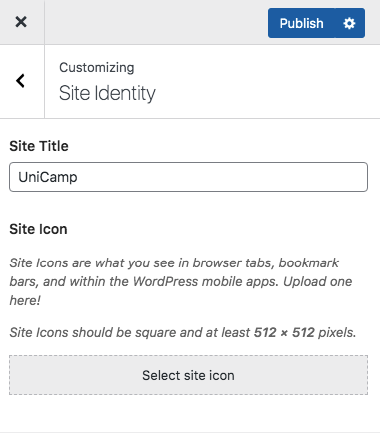 Publish
Customizing
Site Identity
Site Title
UniCamp
Site Icon
Site Icons are what you see in browser tabs, bookmark
bars, and within the WordPress mobile apps. Upload one
here!
Site Icons should be square and at least 512 × 512 pixels.
Select site icon